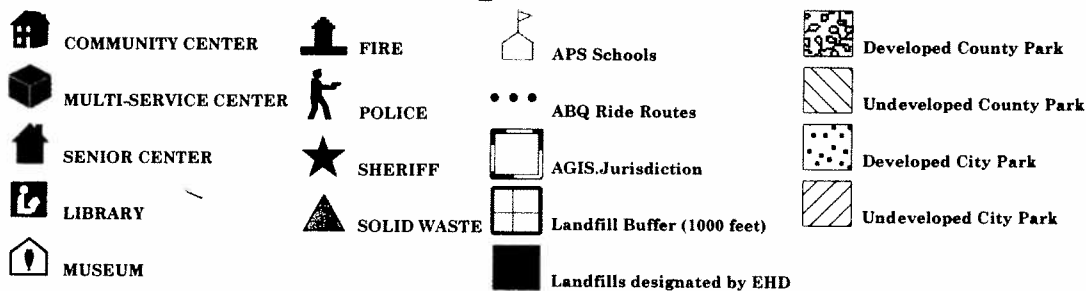 COMMUNITY CENTER
MULTI-SERVICE CENTER
SENIOR CENTER
LIBRARY
MUSEUM
FIRE
POLICE
SHERIFF
SOLID WASTE
APS Schools
ABQ Ride Routes
AGIS.Jurisdiction
Landfill Buffer (1000 feet)
Landfills designated by EHD
Developed County Park
Undeveloped County Park
Developed City Park
Undeveloped City Park